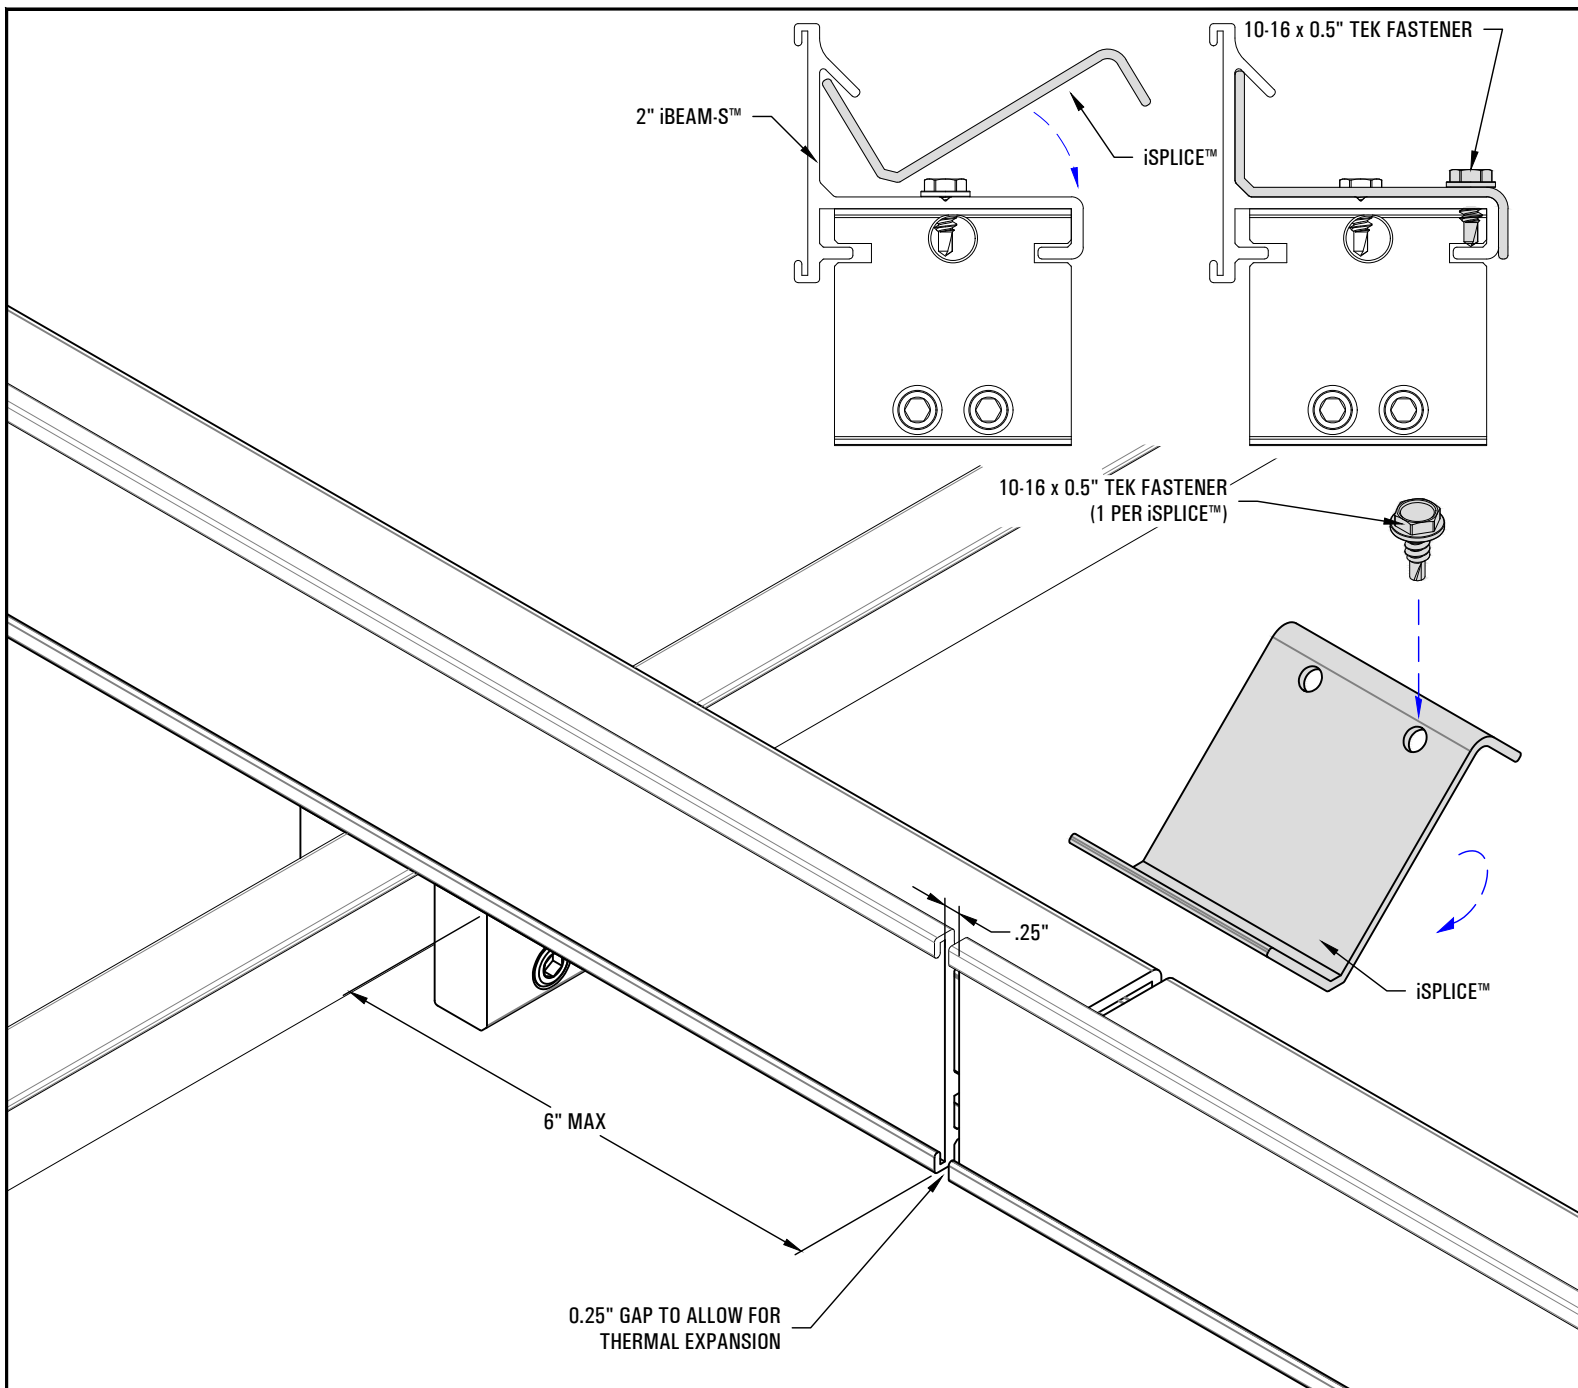 10-16 x 0.5" TEK FASTENER
2" iBEAM-S™
iSPLICE™
10-16 x 0.5" TEK FASTENER
(1 PER iSPLICE™)
.25"
iSPLICE™
6" MAX
0.25" GAP TO ALLOW FOR
THERMAL EXPANSION